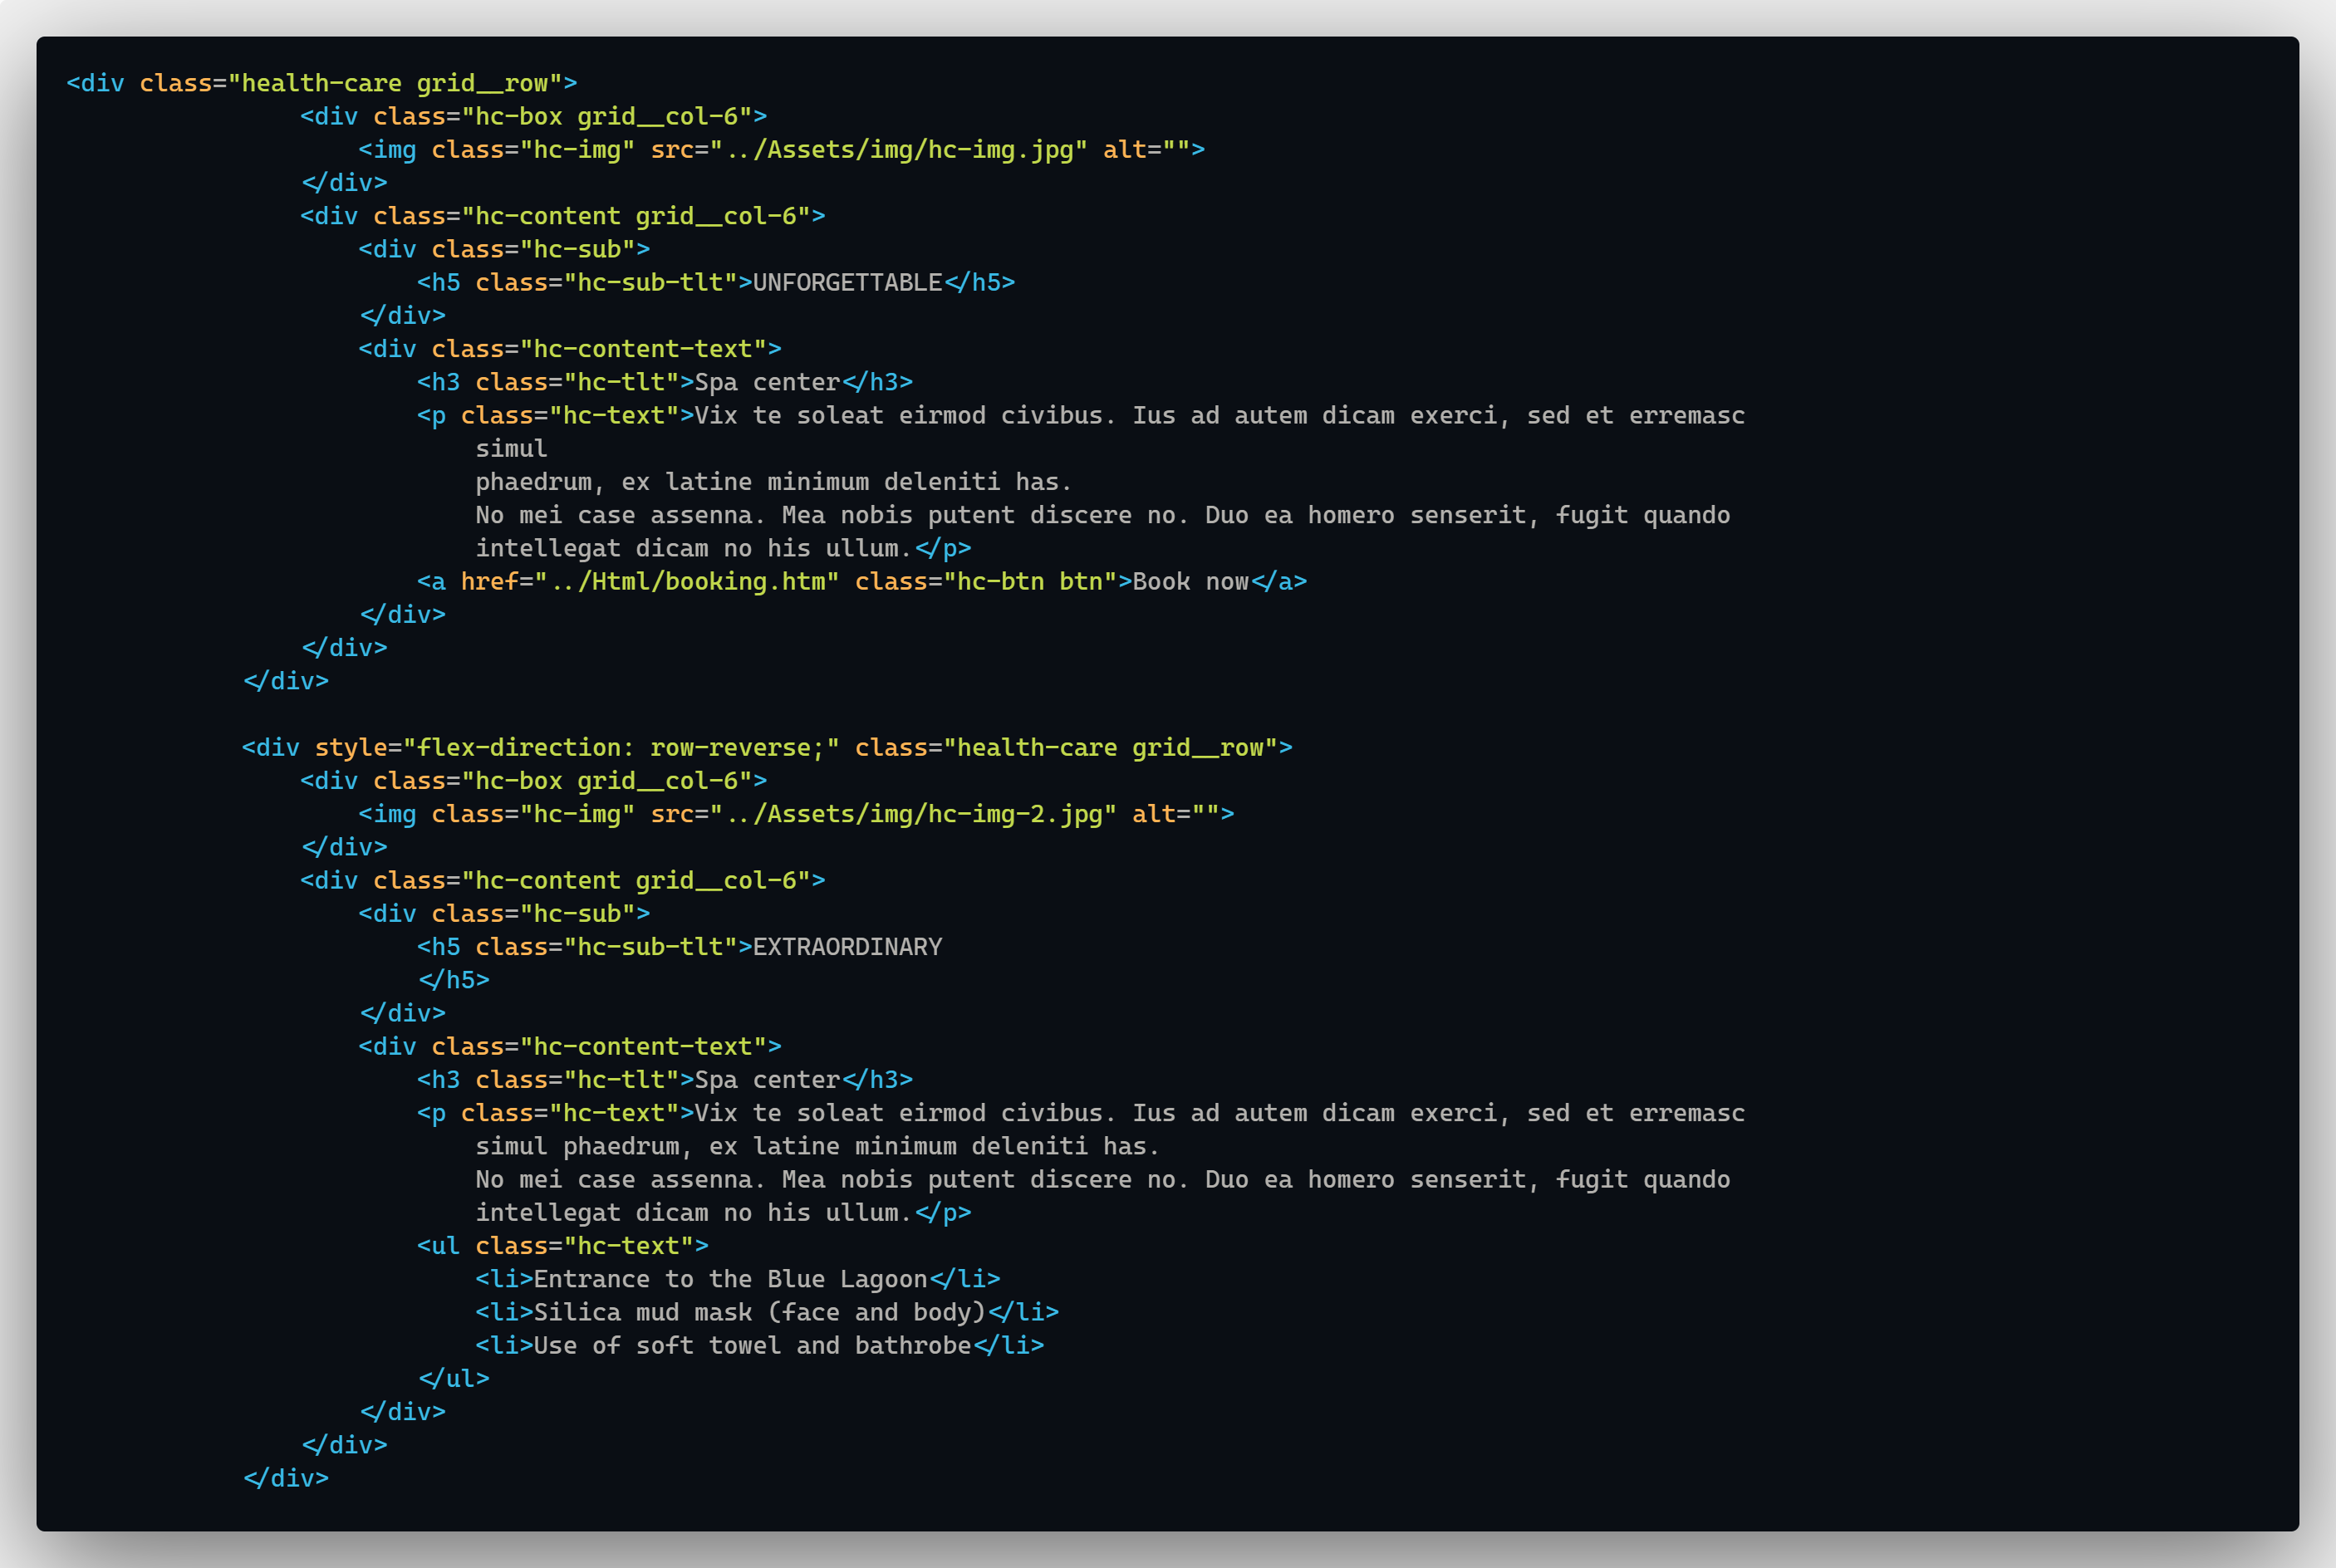 <div class="health-care grid__row">
                <div class="hc-box grid__col-6">
                    <img class="hc-img" src="../Assets/img/hc-img.jpg" alt="">
                </div>
                <div class="hc-content grid__col-6">
                    <div class="hc-sub">
                        <h5 class="hc-sub-tlt">UNFORGETTABLE</h5>
                    </div>
                    <div class="hc-content-text">
                        <h3 class="hc-tlt">Spa center</h3>
                        <p class="hc-text">Vix te soleat eirmod civibus. Ius ad autem dicam exerci, sed et erremasc
                            simul
                            phaedrum, ex latine minimum deleniti has.
                            No mei case assenna. Mea nobis putent discere no. Duo ea homero senserit, fugit quando
                            intellegat dicam no his ullum.</p>
                        <a href="../Html/booking.htm" class="hc-btn btn">Book now</a>
                    </div>
                </div>
            </div>

            <div style="flex-direction: row-reverse;" class="health-care grid__row">
                <div class="hc-box grid__col-6">
                    <img class="hc-img" src="../Assets/img/hc-img-2.jpg" alt="">
                </div>
                <div class="hc-content grid__col-6">
                    <div class="hc-sub">
                        <h5 class="hc-sub-tlt">EXTRAORDINARY
                        </h5>
                    </div>
                    <div class="hc-content-text">
                        <h3 class="hc-tlt">Spa center</h3>
                        <p class="hc-text">Vix te soleat eirmod civibus. Ius ad autem dicam exerci, sed et erremasc
                            simul phaedrum, ex latine minimum deleniti has.
                            No mei case assenna. Mea nobis putent discere no. Duo ea homero senserit, fugit quando
                            intellegat dicam no his ullum.</p>
                        <ul class="hc-text">
                            <li>Entrance to the Blue Lagoon</li>
                            <li>Silica mud mask (face and body)</li>
                            <li>Use of soft towel and bathrobe</li>
                        </ul>
                    </div>
                </div>
            </div>